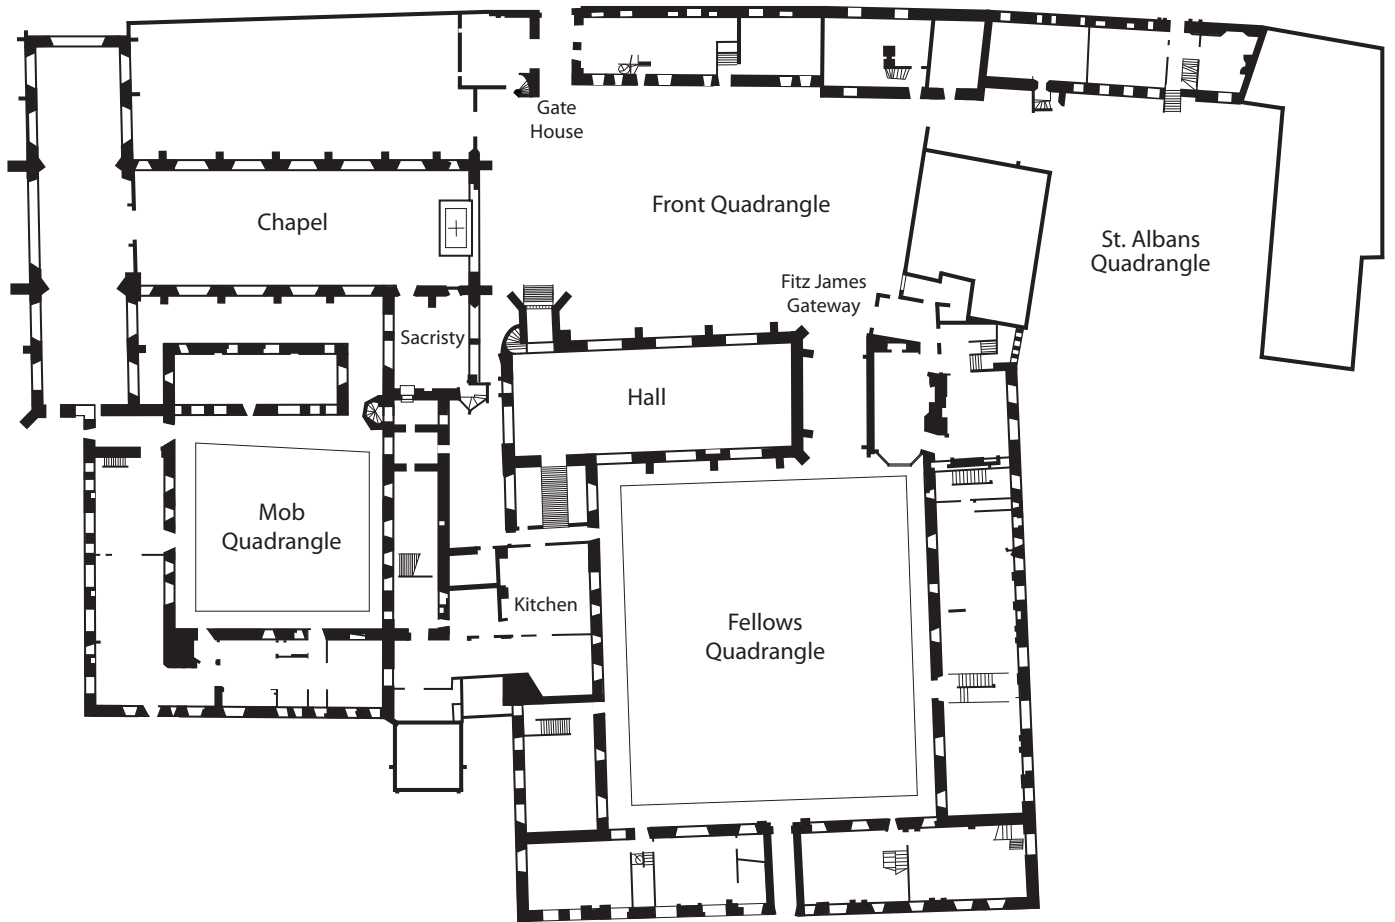 Gate
House
Chapel
Front Quadrangle
St. Albans
Quadrangle
Fitz James
Gateway
Sacristy
Hall
Mob
Quadrangle
Kitchen
Fellows
Quadrangle